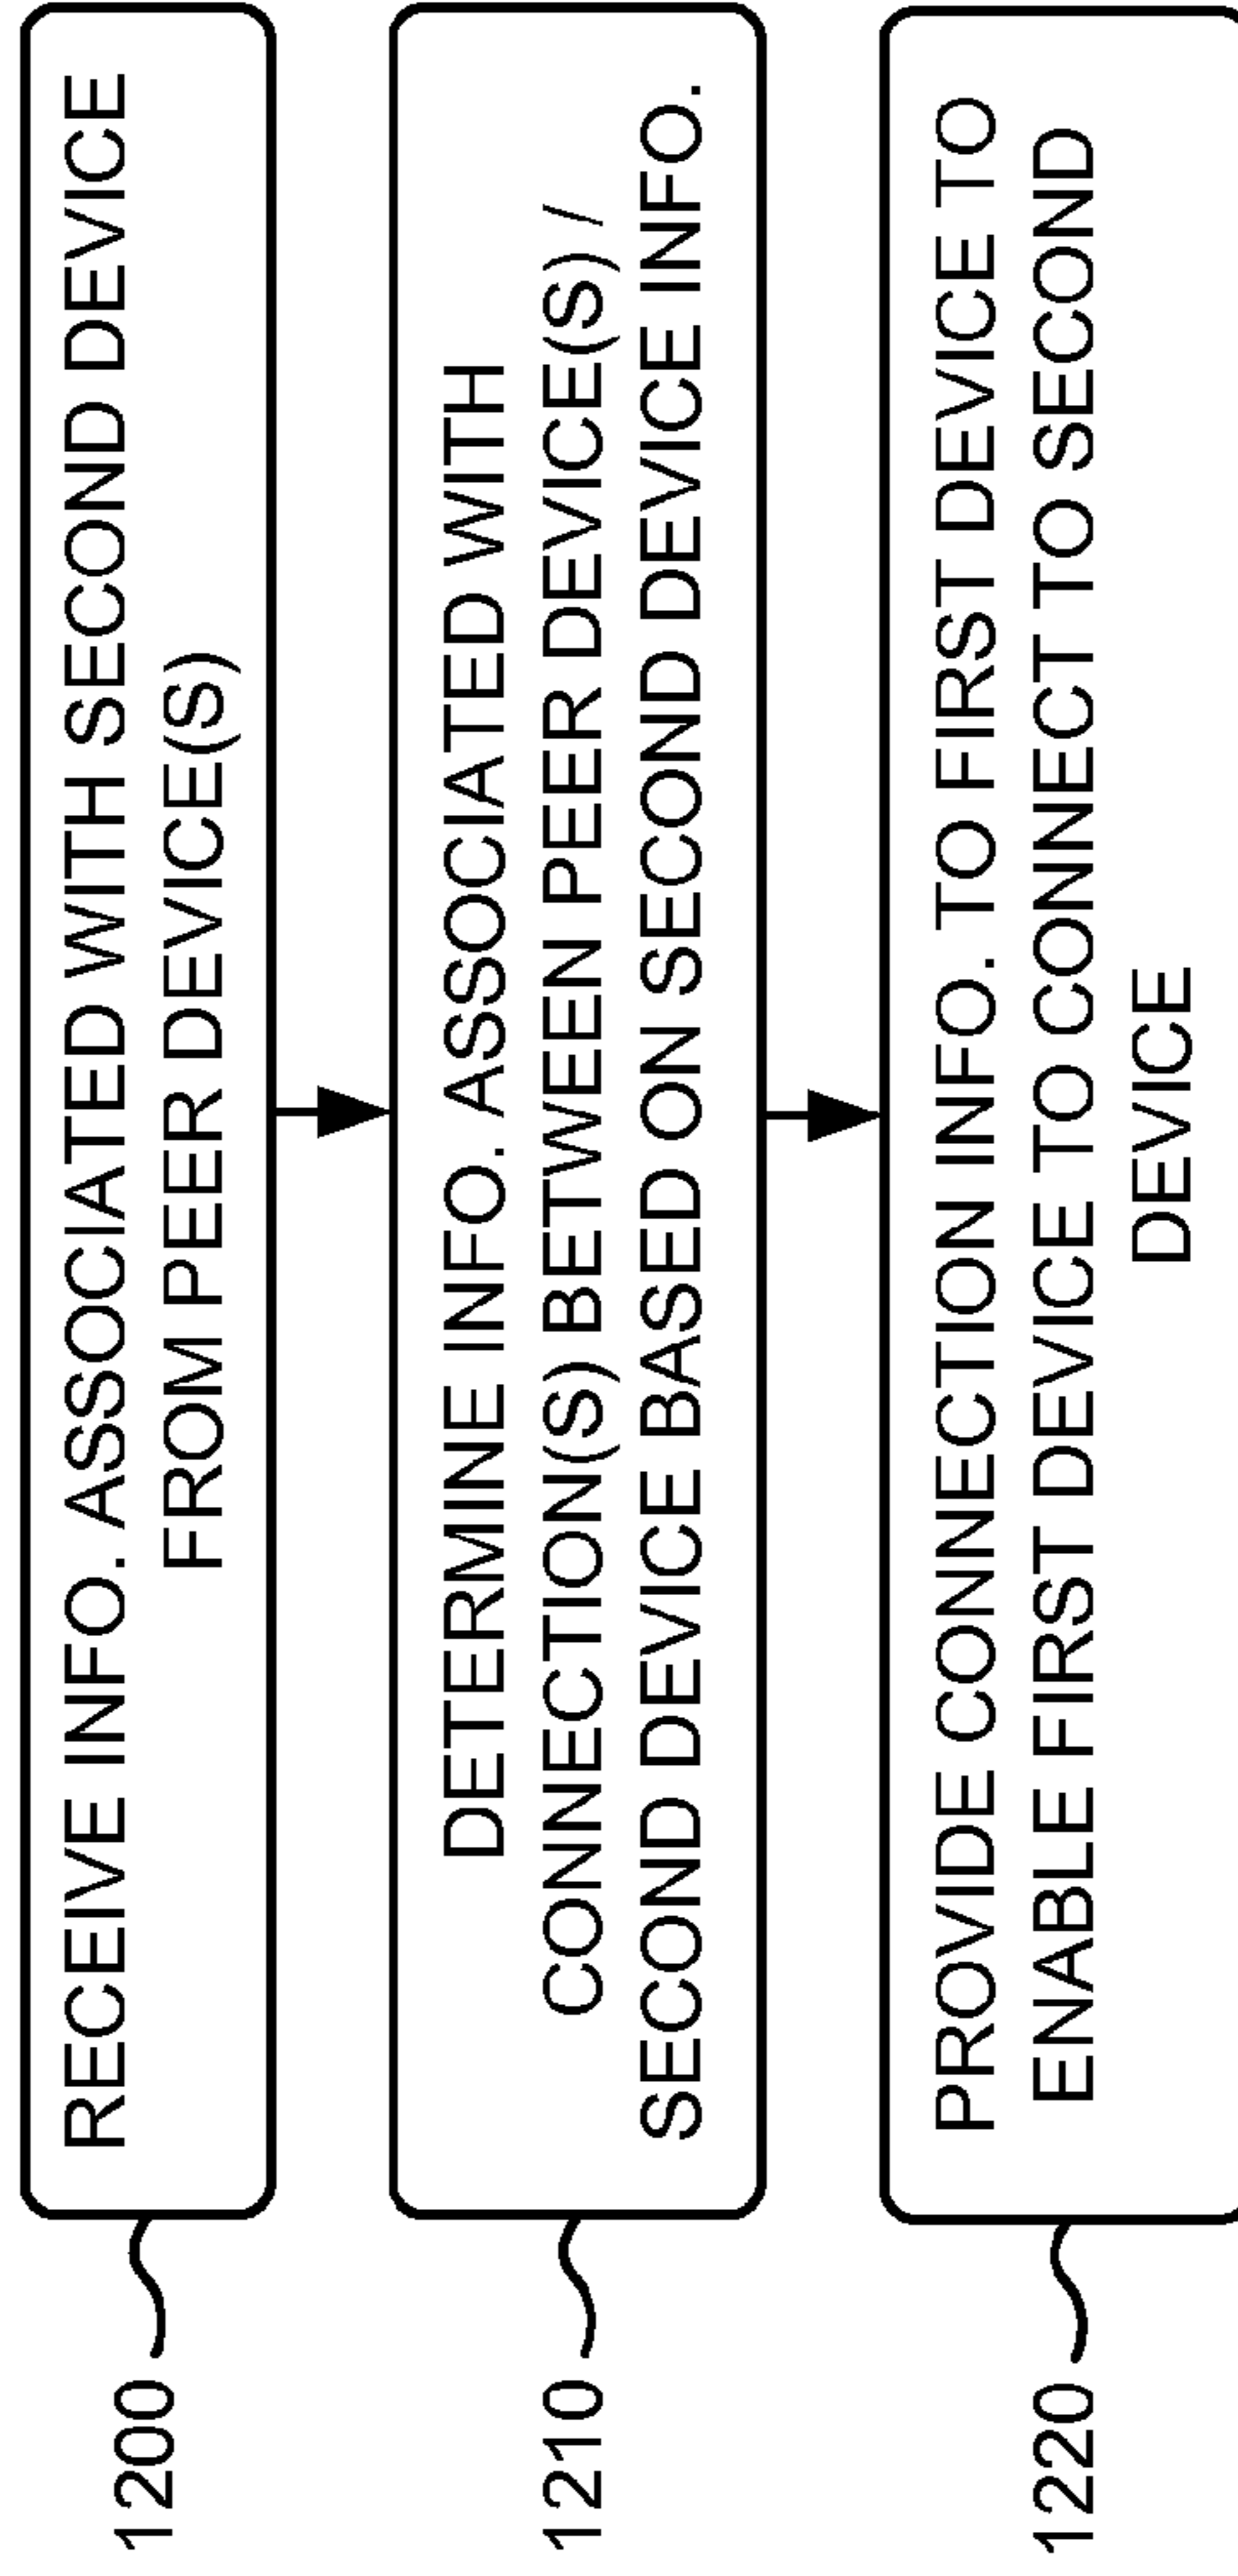 1200
RECEIVE INFO. ASSOCIATED WITH SECOND DEVICE
FROM PEER DEVICE(S)
1210
DETERMINE INFO. ASSOCIATED WITH
CONNECTION(S) BETWEEN PEER DEVICE(S) /
SECOND DEVICE BASED ON SECOND DEVICE INFO.
1220
PROVIDE CONNECTION INFO. TO FIRST DEVICE TO
ENABLE FIRST DEVICE TO CONNECT TO SECOND
DEVICE